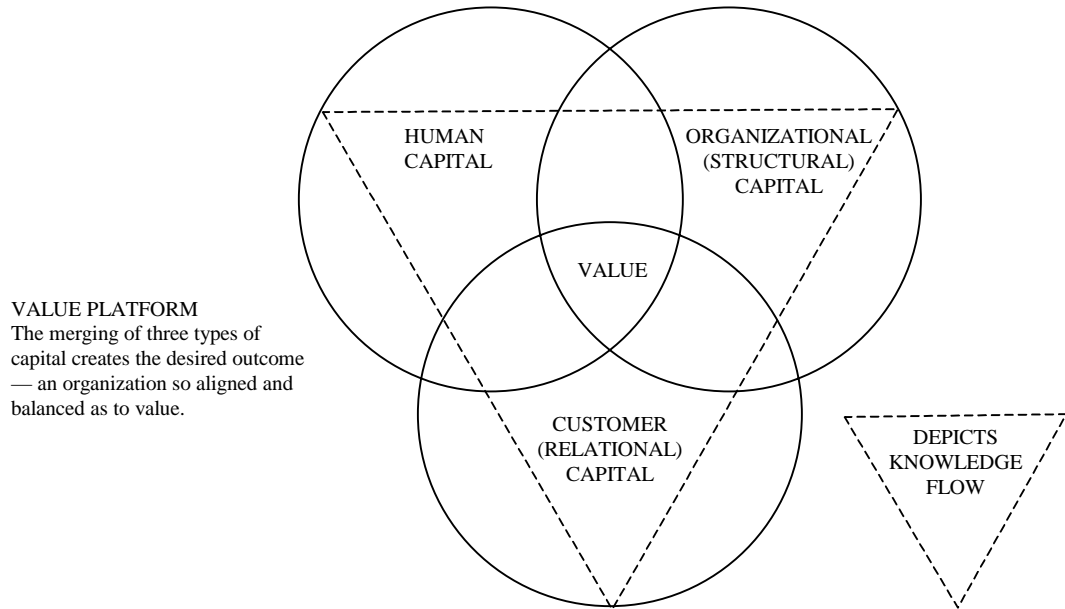 HUMAN
CAPITAL
ORGANIZATIONAL
(STRUCTURAL)
CAPITAL
VALUE
VALUE PLATFORM
The merging of three types of
capital creates the desired outcome
— an organization so aligned and
balanced as to value.
CUSTOMER
(RELATIONAL)
CAPITAL
DEPICTS
KNOWLEDGE
FLOW